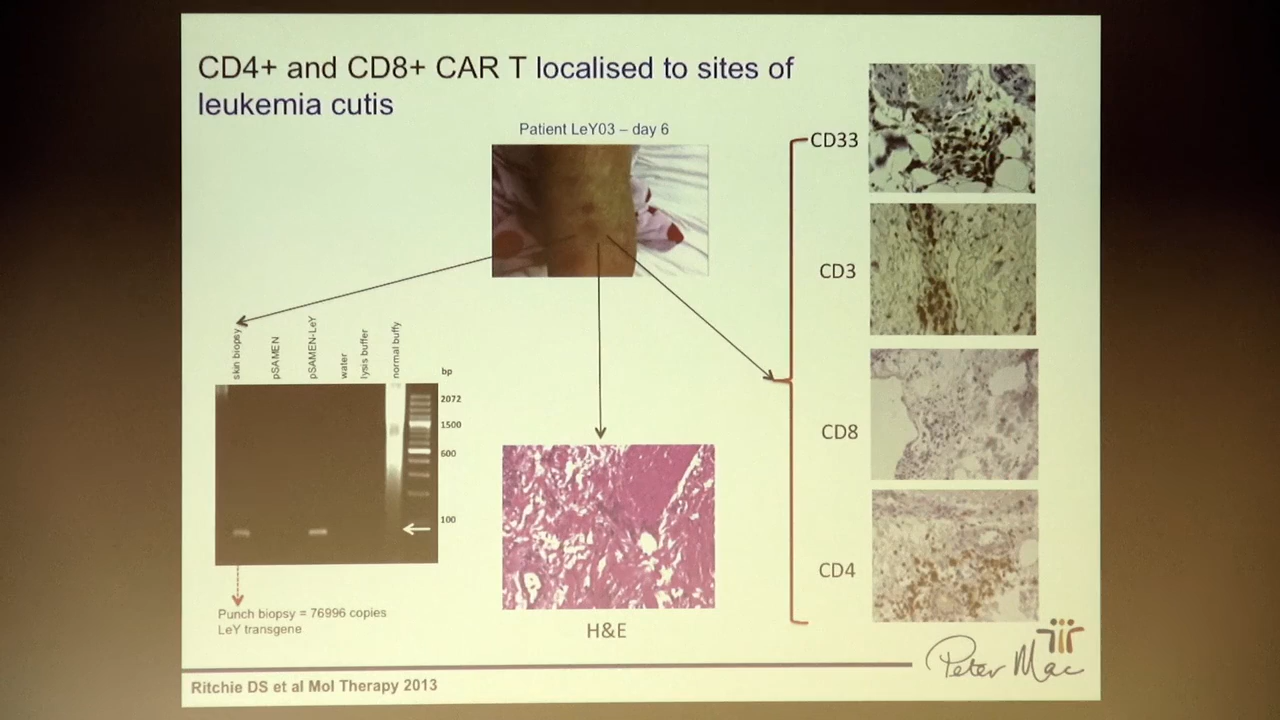 CD4+ and CD8+ CAR T localised to sites of
leukemia cutis
Patient LeY03 – day 6
skin biopsy
pSAMEN
pSAMEN-LeY
water
lysis buffer
normal buffy
bp
2072
1500
600
100
Punch biopsy = 76996 copies
LeY transgene
H&E
CD33
CD3
CD8
CD4
Peter Mac
Ritchie DS et al Mol Therapy 2013